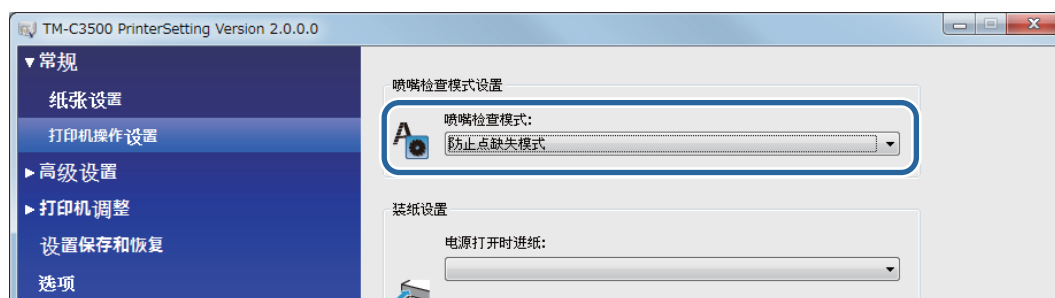 TM-C3500 PrinterSetting Version 2.0.0.0
▼常规
纸张设置
打印机操作设置
▶高级设置
▶打印机调整
设置保存和恢复
选项
喷嘴检查模式设置
喷嘴检查模式:
防止点缺失模式
装纸设置
电源打开时进纸: